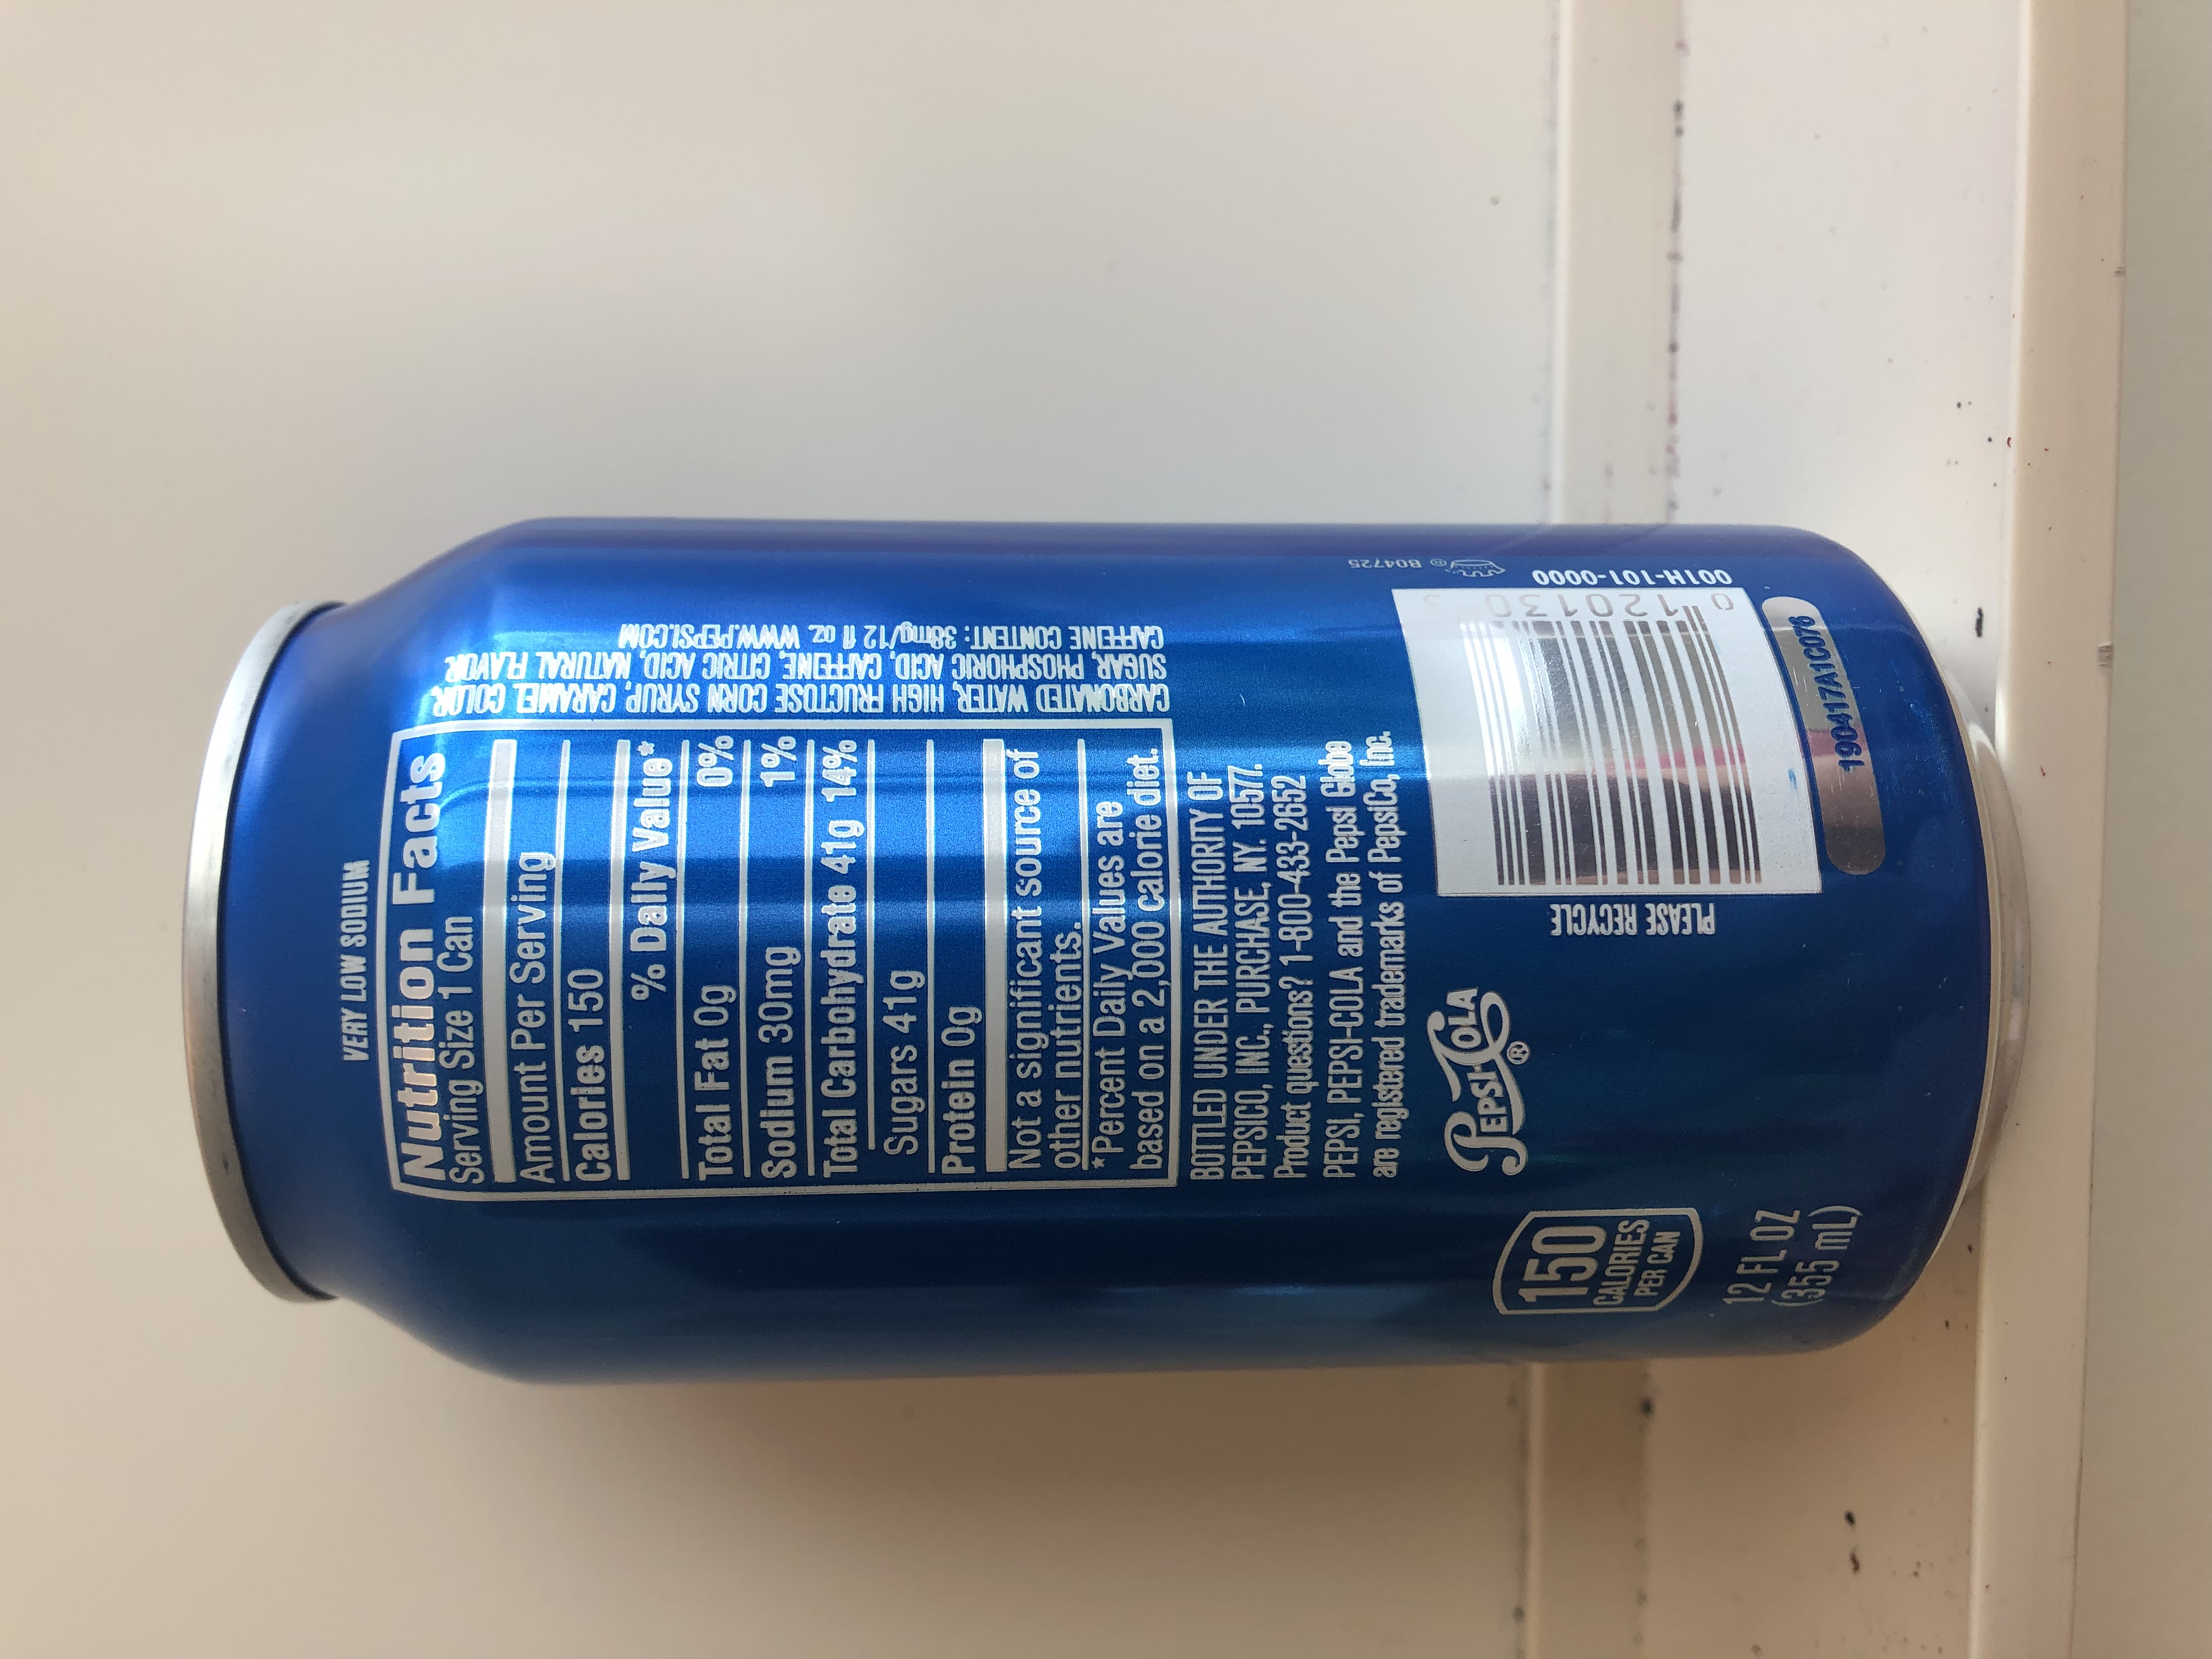 VERY LOW SODIUM
Nutrition Facts
Serving Size 1 Can
Amount Per Serving
Calories 150
% Daily Value*
Total Fat 0g 0%
Sodium 30mg 1%
Total Carbohydrate 41g 14%
Sugars 41g
Protein 0g
Not a significant source of
other nutrients.
*Percent Daily Values are
based on a 2,000 calorie diet.
CARBONATED WATER, HIGH FRUCTOSE CORN SYRUP, CARAMEL COLOR,
SUGAR, PHOSPHORIC ACID, CAFFEINE, CITRIC ACID, NATURAL FLAVOR
CAFFEINE CONTENT: 38mg/12 fl oz. WWW.PEPSI.COM
BOTTLED UNDER THE AUTHORITY OF
PEPSICO, INC., PURCHASE, NY. 10577.
Product questions? 1-800-433-2652
PEPSI, PEPSI-COLA and the Pepsi Globe
are registered trademarks of PepsiCo, Inc.
PEPSI-COLA
®
150
CALORIES
PER CAN
12 FL OZ
(355 mL)
PLEASE RECYCLE
0 120130 3
001H-101-0000
® B04725
190417A1C076